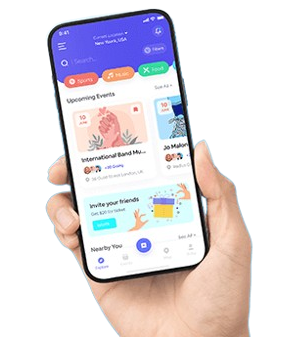 9:41
Current Location
New York, USA
Search...
Filters
Sports
Music
Food
Upcoming Events
See All
10
JUNE
10
JUNE
International Band Mu...
Jo Malone
+20 Going
36 Guild Street London, UK
Invite your friends
Get $20 for ticket
INVITE
Nearby You
See All
Explore
Events
Map
Profile